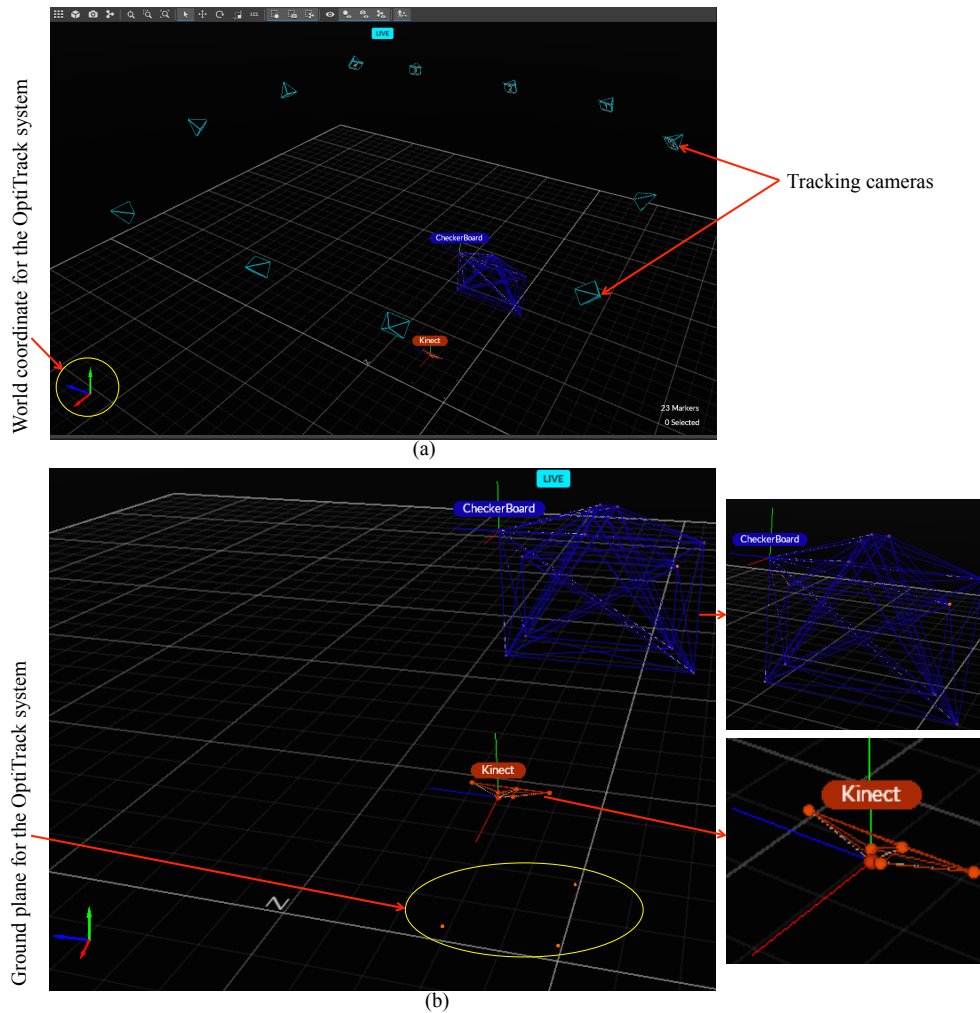 LCL
LIVE
World coordinate for the OptiTrack system
Tracking cameras
CheckerBoard
Kinect
Z
23 Markers
0 Selected
(a)
LIVE
CheckerBoard
CheckerBoard
Kinect
Kinect
Ground plane for the OptiTrack system
Z
(b)